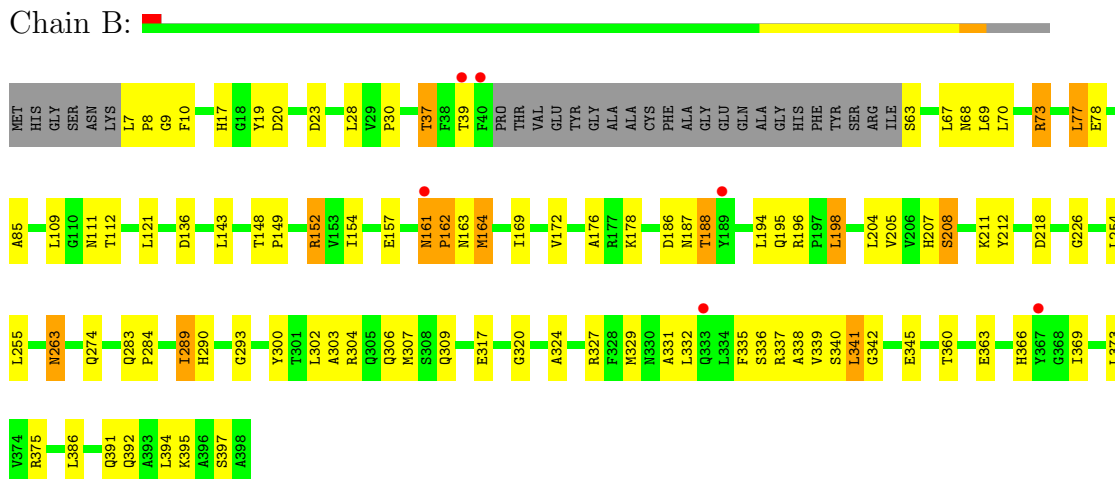 Chain B:
MET HIS GLY SER ASN LYS L7 P8 G9 F10 H17 G18 Y19 D20 D23 L28 V29 P30 T37 F38 T39 F40 PRO THR VAL GLU TYR GLY ALA ALA CYS PHE ALA GLY GLU GLN ALA GLY HIS PHE TYR SER ARG ILE S63 L67 N68 L69 L70 R73 L77 E78
A85 L109 G110 N111 T112 L121 D136 L143 T148 P149 R152 V153 I154 E157 N161 P162 N163 M164 I169 V172 A176 R177 K178 D186 N187 T188 Y189 L194 Q195 R196 P197 L198 L204 V205 V206 H207 S208 K211 Y212 D218 G226 L254
L255 N263 Q274 Q283 P284 I289 H290 G293 Y300 T301 L302 A303 R304 Q305 Q306 M307 S308 Q309 E317 G320 A324 R327 F328 M329 N330 A331 L332 Q333 L334 F335 S336 R337 A338 V339 S340 L341 G342 E345 T360 E363 H366 Y367 G368 I369
V374 R375 L386 Q391 Q392 A393 L394 K395 A396 S397 A398